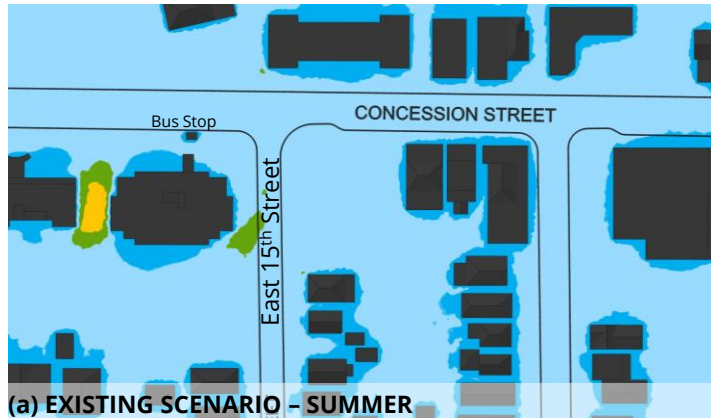 CONCESSION STREET
Bus Stop
East 15th Street
(a) EXISTING SCENARIO – SUMMER